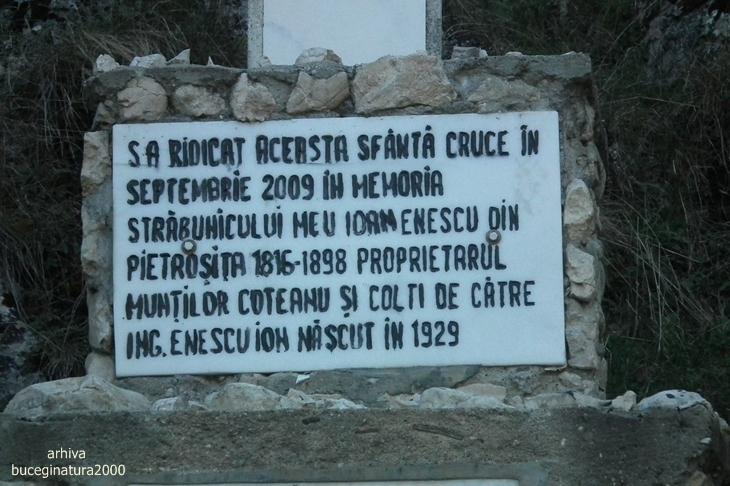 S.A RIDICAT ACEASTA SFÂNTĂ CRUCE ÎN
SEPTEMBRIE 2009 ÎN MEMORIA
STRĂBUNICULUI MEU IOAN ENESCU DIN
PIETROȘIȚA 1816-1898 PROPRIETARUL
MUNȚILOR COTEANU ȘI COLTI DE CĂTRE
ING. ENESCU ION NĂSCUT ÎN 1929
arhiva
buceginatura2000